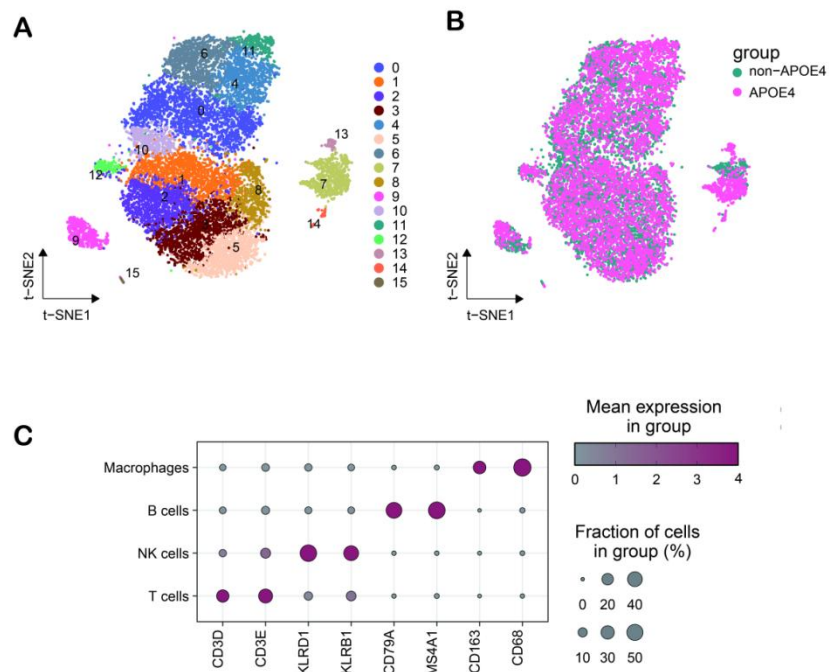 A
6
11
4
0
10
12
1
2
8
3
5
9
15
13
7
14
t-SNE2
t-SNE1
0
1
2
3
4
5
6
7
8
9
10
11
12
13
14
15
B
group
non-APOE4
APOE4
t-SNE2
t-SNE1
C
Macrophages
B cells
NK cells
T cells
CD3D
CD3E
KLRD1
KLRB1
CD79A
MS4A1
CD163
CD68
Mean expression
in group
0 1 2 3 4
Fraction of cells
in group (%)
0 20 40
10 30 50